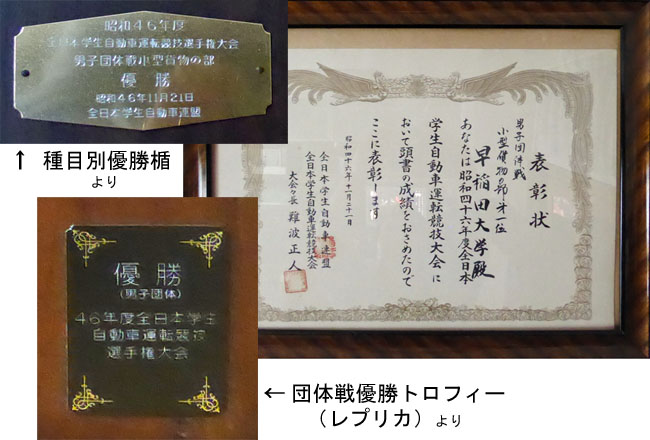 昭和46年度
全日本学生自動車運転競技選手権大会
男子団体戦小型貨物の部
優勝
昭和46年11月21日
全日本学生自動車連盟
↑ 種目別優勝楯
より
優勝
(男子団体)
46年度全日本学生
自動車運転競技
選手権大会
← 団体戦優勝トロフィー
（レプリカ）より
表彰状
男子団体戦
小型貨物の部 第一位
早稲田大学殿
あなたは昭和四十六年度全日本
学生自動車運転競技大会に
おいて頭書の成績をおさめたので
ここに表彰します
昭和四十六年十一月二十一日
全日本学生自動車連盟
全日本学生自動車運転競技大会
大会々長 難波正人